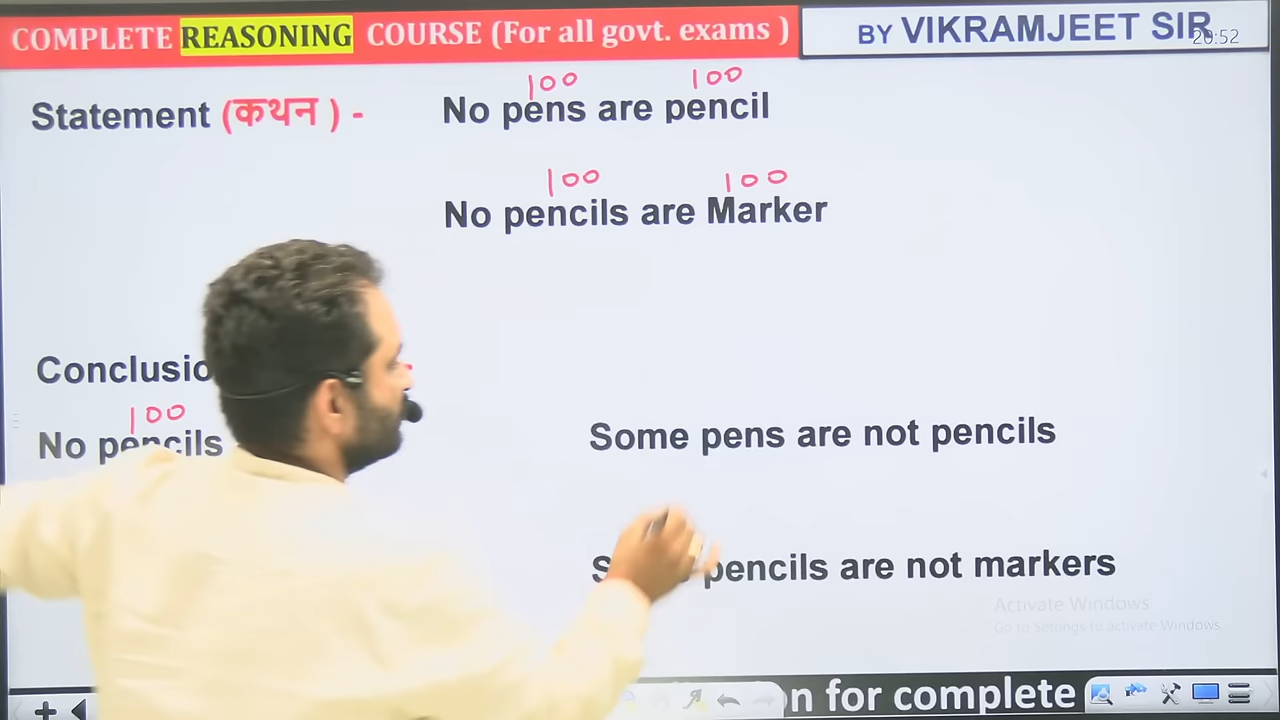 COMPLETE REASONING COURSE (For all govt. exams )
BY VIKRAMJEET SIR
20:52
100 100
Statement (कथन ) - No pens are pencil
100 100
No pencils are Marker
Conclusio
100
No pencils
Some pens are not pencils
pencils are not markers
Activate Windows
Go to Settings to activate Windows.
n for complete